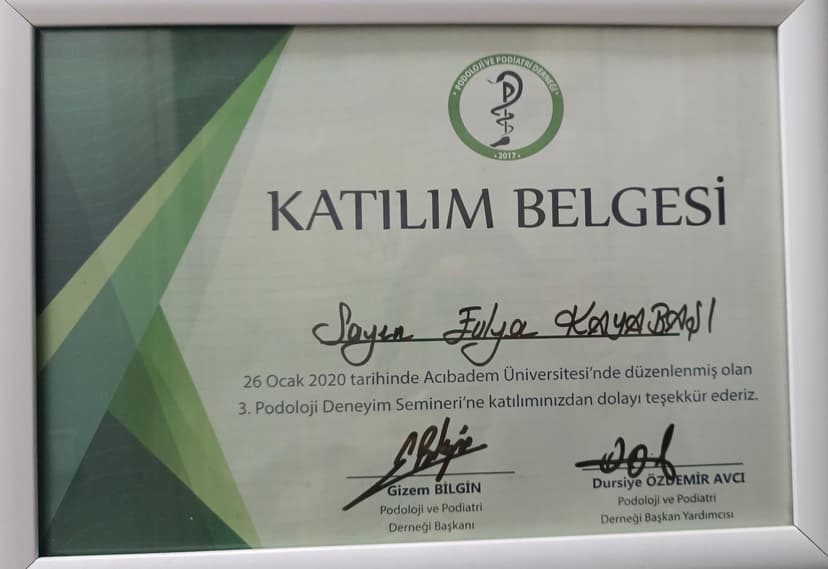 PODOLOJİ VE PODİATRİ DERNEĞİ
2017
KATILIM BELGESİ
Sayın Fulya KAYABAŞI
26 Ocak 2020 tarihinde Acıbadem Üniversitesi'nde düzenlenmiş olan
3. Podoloji Deneyim Semineri'ne katılımınızdan dolayı teşekkür ederiz.
Gizem BİLGİN
Podoloji ve Podiatri
Derneği Başkanı
Dursiye ÖZDEMİR AVCI
Podoloji ve Podiatri
Derneği Başkan Yardımcısı